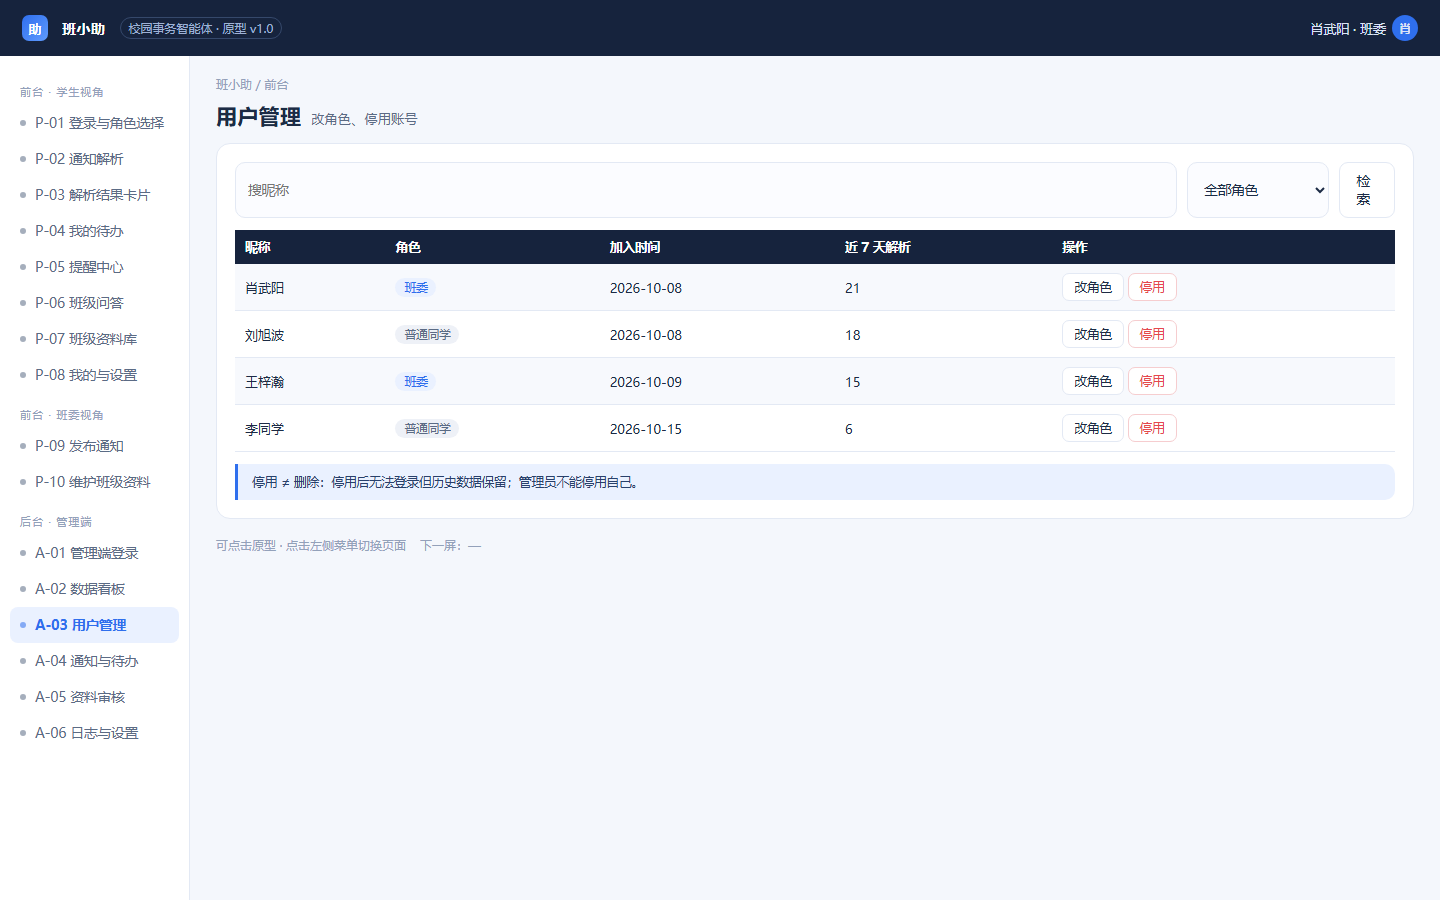 助 班小助 校园事务智能体 · 原型 v1.0 肖武阳 · 班委 肖
前台 · 学生视角
P-01 登录与角色选择
P-02 通知解析
P-03 解析结果卡片
P-04 我的待办
P-05 提醒中心
P-06 班级问答
P-07 班级资料库
P-08 我的与设置
前台 · 班委视角
P-09 发布通知
P-10 维护班级资料
后台 · 管理端
A-01 管理端登录
A-02 数据看板
A-03 用户管理
A-04 通知与待办
A-05 资料审核
A-06 日志与设置
班小助 / 前台
用户管理 改角色、停用账号
搜昵称 全部角色 检
索
昵称 角色 加入时间 近 7 天解析 操作
肖武阳 班委 2026-10-08 21 改角色 停用
刘旭波 普通同学 2026-10-08 18 改角色 停用
王梓瀚 班委 2026-10-09 15 改角色 停用
李同学 普通同学 2026-10-15 6 改角色 停用
停用 ≠ 删除：停用后无法登录但历史数据保留；管理员不能停用自己。
可点击原型 · 点击左侧菜单切换页面 下一屏：—